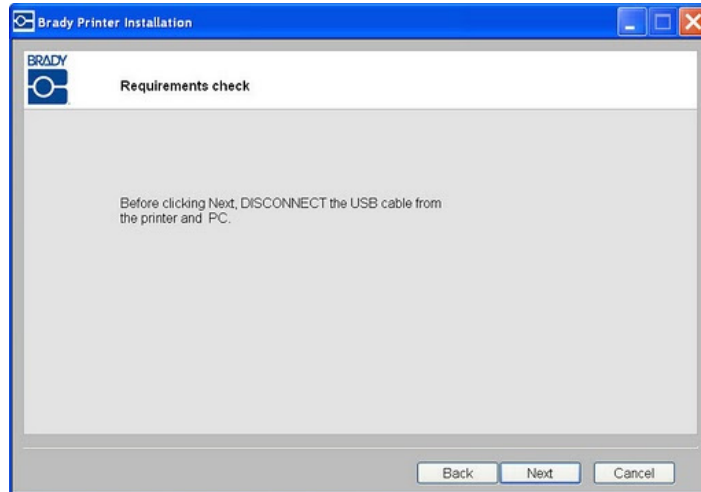 Brady Printer Installation
BRADY
Requirements check
Before clicking Next, DISCONNECT the USB cable from
the printer and PC.
Back Next Cancel